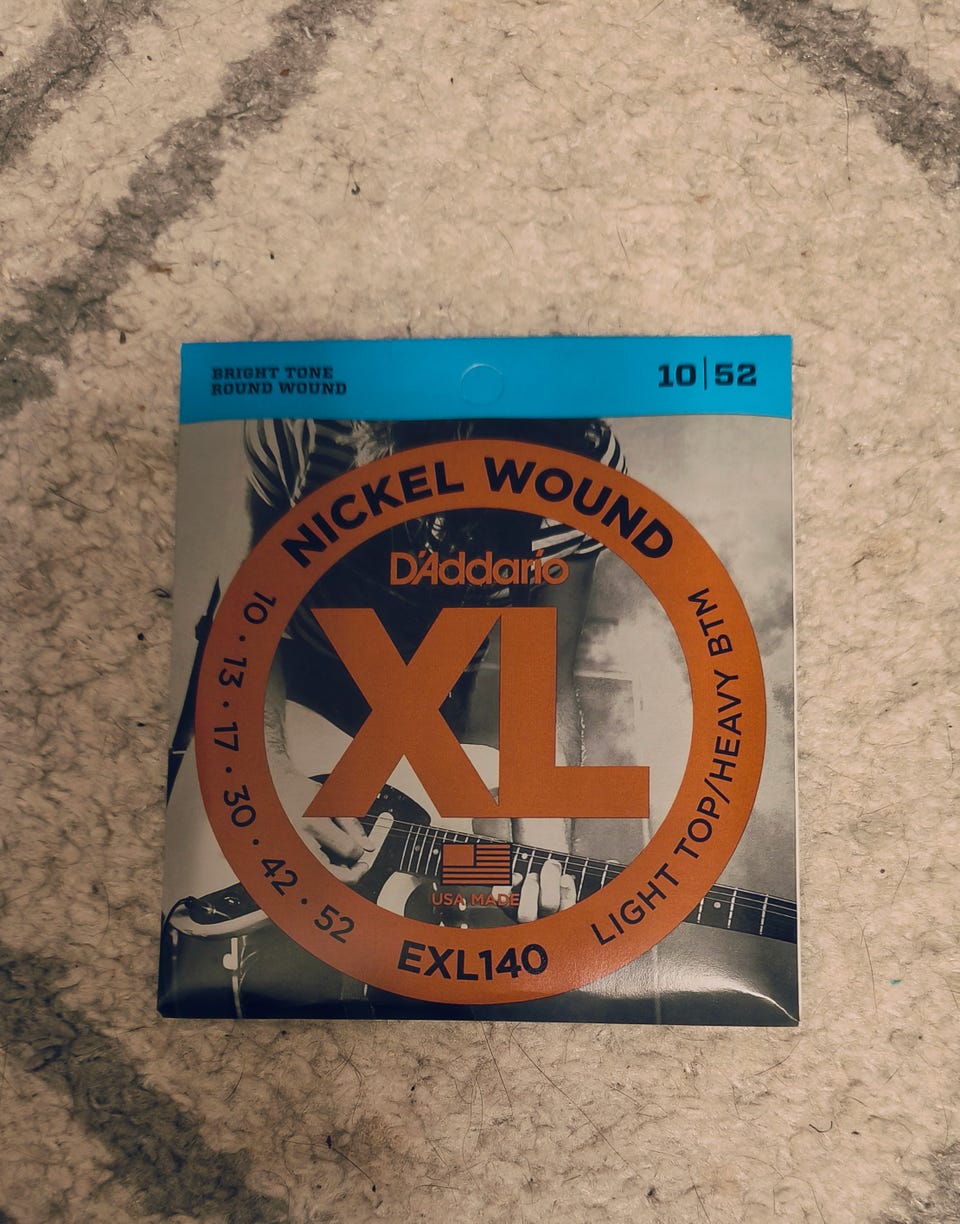 BRIGHT TONE
ROUND WOUND
10|52
NICKEL WOUND
D'Addario
XL
USA MADE
10 · 13 · 17 · 30 · 42 · 52
EXL140
LIGHT TOP/HEAVY BTM